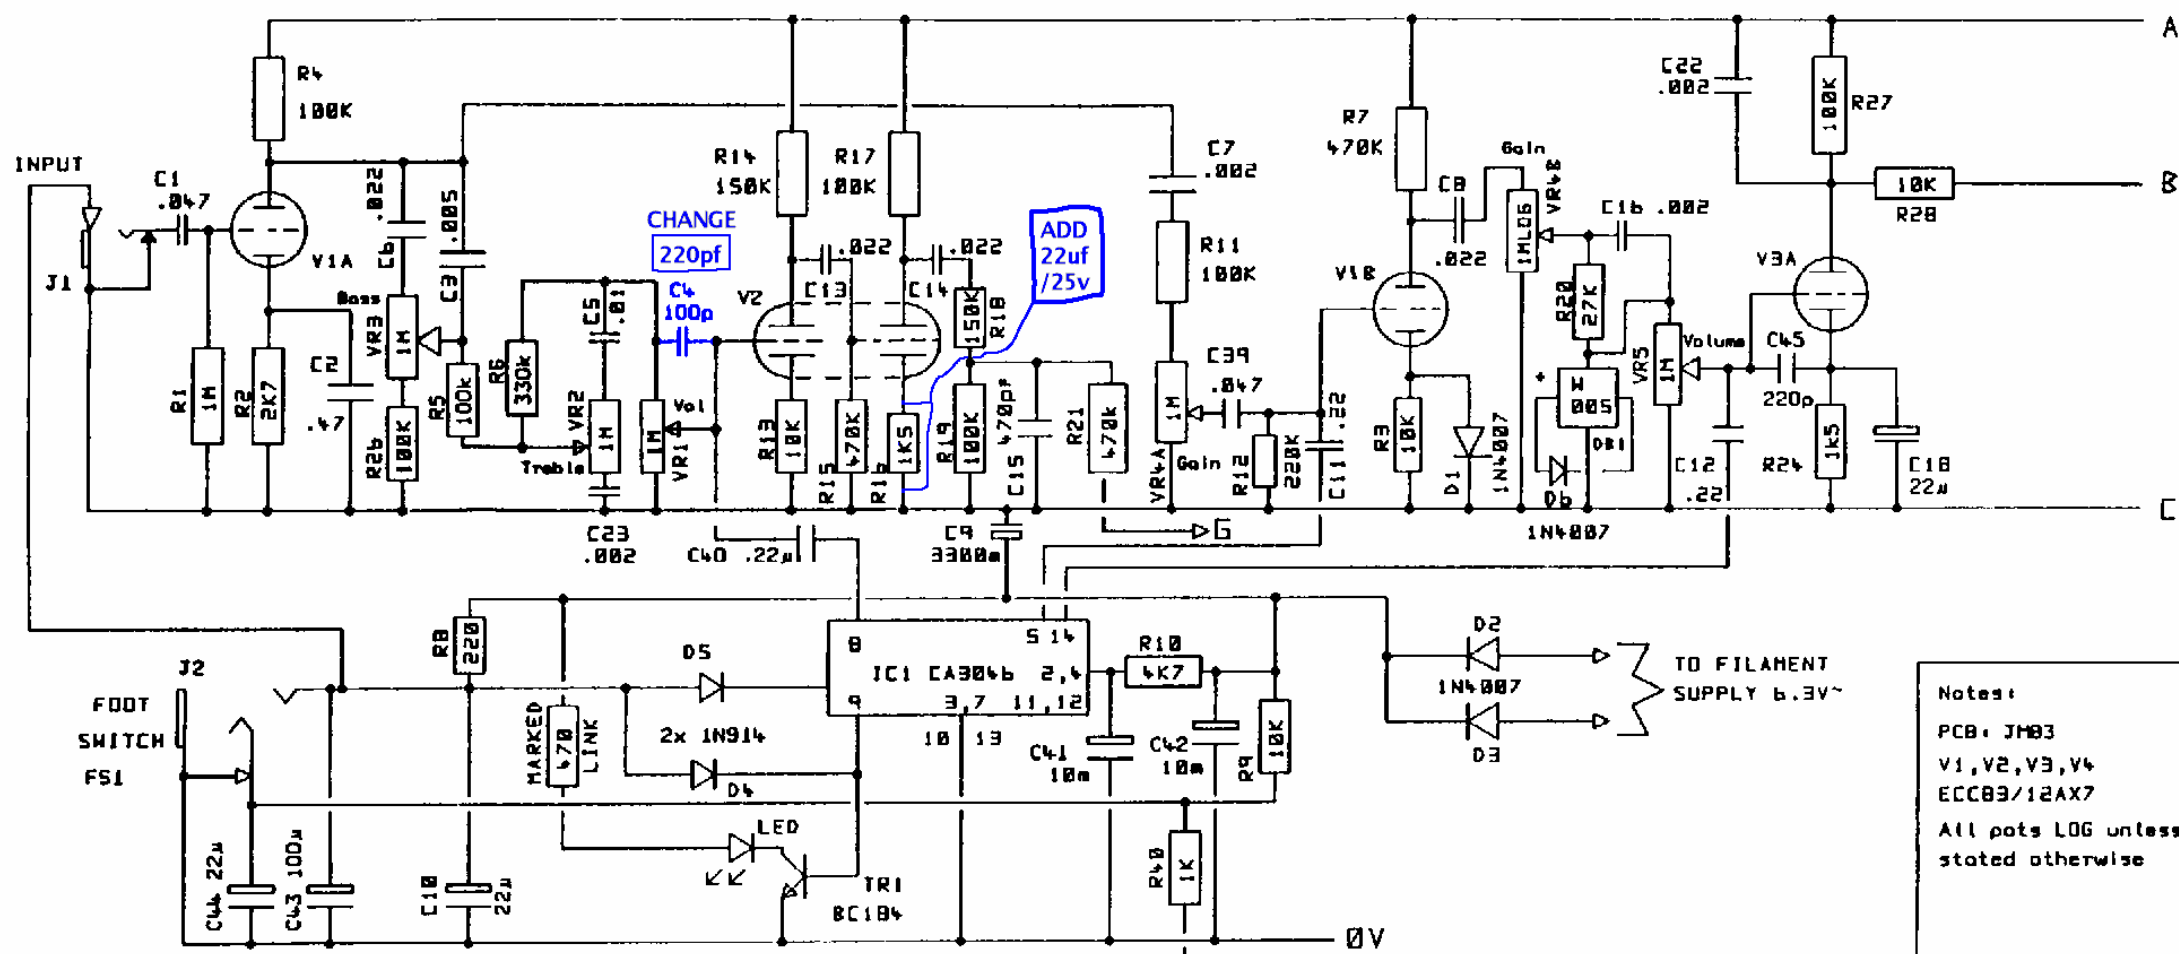 A
R4
100K
C22
.002
100K
R27
INPUT
R14
150K
R17
100K
C7
.002
R7
470K
Gain
C1
.047
.022
.005
C8
VR4B
C16 .002
10K
R28
B
CHANGE
220pf
ADD
22uf
/25v
J1
V1A
C6
C3
.022
C13
.022
C14
R11
100K
V1B
.022
1MLOG
V3A
Bass
VR3
1M
C5
.01
C4
100p
V2
150K
R18
R20
27K
R1
1M
R2
2K7
C2
.47
R26
100K
R5
100k
R6
330k
VR2
1M
Treble
1M
Vol
VR1
R13
10K
R15
470K
R16
1K5
R19
100K
470pF
C15
R21
470k
1M
VR4A
C39
.047
Gain
R12
220K
.22
C11
R3
10K
D1
1N4007
+
W
005
DB1
D6
1N4007
VR5
1M
Volume
C45
220p
C12
.22
R24
1k5
C18
22µ
C
C23
.002
C40 .22µ
C9
3300m
G
R8
220
J2
FOOT
SWITCH
FS1
D5
8
5 14
IC1 CA3046 2,4
9
3,7 11,12
10 13
R10
4K7
D2
1N4007
D3
TO FILAMENT
SUPPLY 6.3V~
MARKED
470
LINK
2x 1N914
D4
C41
10m
C42
10m
R9
10K
Notes:
PCB: JMB3
V1,V2,V3,V4
ECC83/12AX7
All pots LOG unless
stated otherwise
C44 22µ
C43 100µ
C10
22µ
LED
TR1
BC184
R40
1K
0V